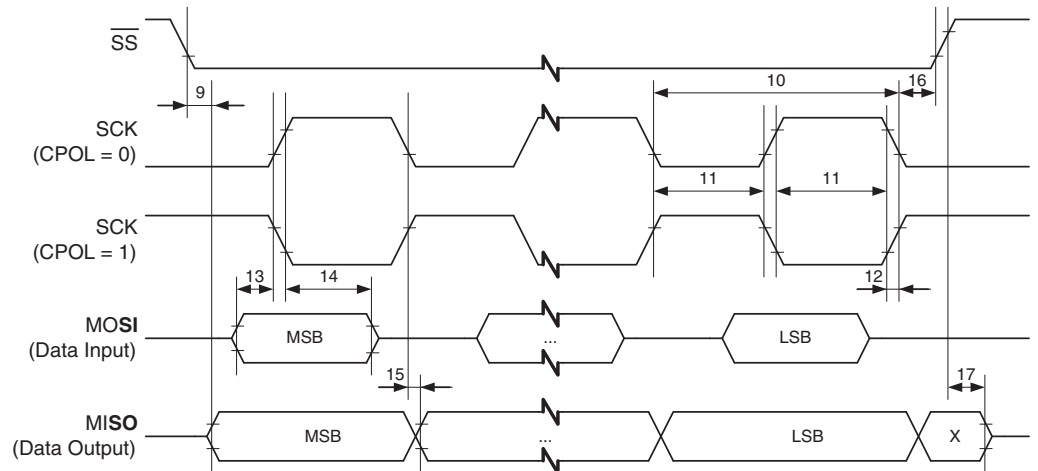 SS
9
10
16
SCK
(CPOL = 0)
11
11
SCK
(CPOL = 1)
13
14
12
MOSI
(Data Input)
MSB
...
LSB
15
17
MISO
(Data Output)
MSB
...
LSB
X